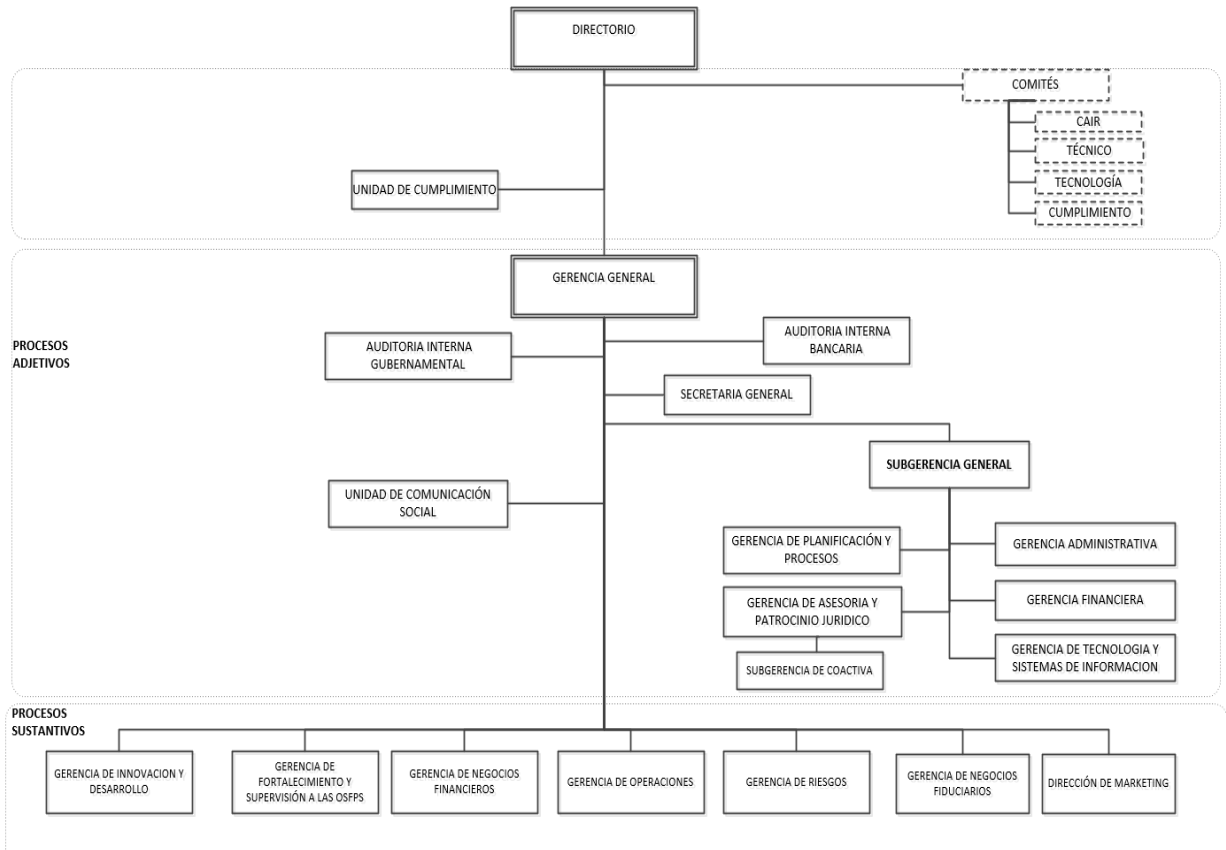 DIRECTORIO
COMITÉS
CAIR
TÉCNICO
TECNOLOGÍA
CUMPLIMIENTO
UNIDAD DE CUMPLIMIENTO
GERENCIA GENERAL
PROCESOS
ADJETIVOS
AUDITORIA INTERNA
GUBERNAMENTAL
AUDITORIA INTERNA
BANCARIA
SECRETARIA GENERAL
SUBGERENCIA GENERAL
UNIDAD DE COMUNICACIÓN
SOCIAL
GERENCIA DE PLANIFICACIÓN Y
PROCESOS
GERENCIA ADMINISTRATIVA
GERENCIA DE ASESORIA Y
PATROCINIO JURIDICO
GERENCIA FINANCIERA
SUBGERENCIA DE COACTIVA
GERENCIA DE TECNOLOGIA Y
SISTEMAS DE INFORMACION
PROCESOS
SUSTANTIVOS
GERENCIA DE INNOVACION Y
DESARROLLO
GERENCIA DE
FORTALECIMIENTO Y
SUPERVISIÓN A LAS OSFPS
GERENCIA DE NEGOCIOS
FINANCIEROS
GERENCIA DE OPERACIONES
GERENCIA DE RIESGOS
GERENCIA DE NEGOCIOS
FIDUCIARIOS
DIRECCIÓN DE MARKETING